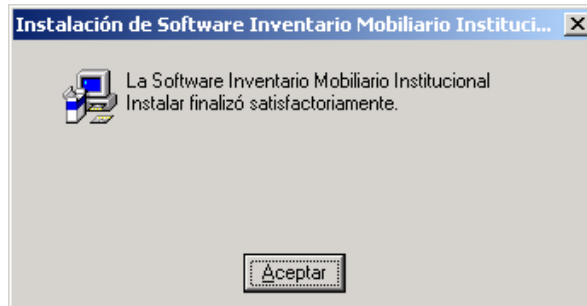 Instalación de Software Inventario Mobiliario Instituci...
La Software Inventario Mobiliario Institucional
Instalar finalizó satisfactoriamente.
Aceptar